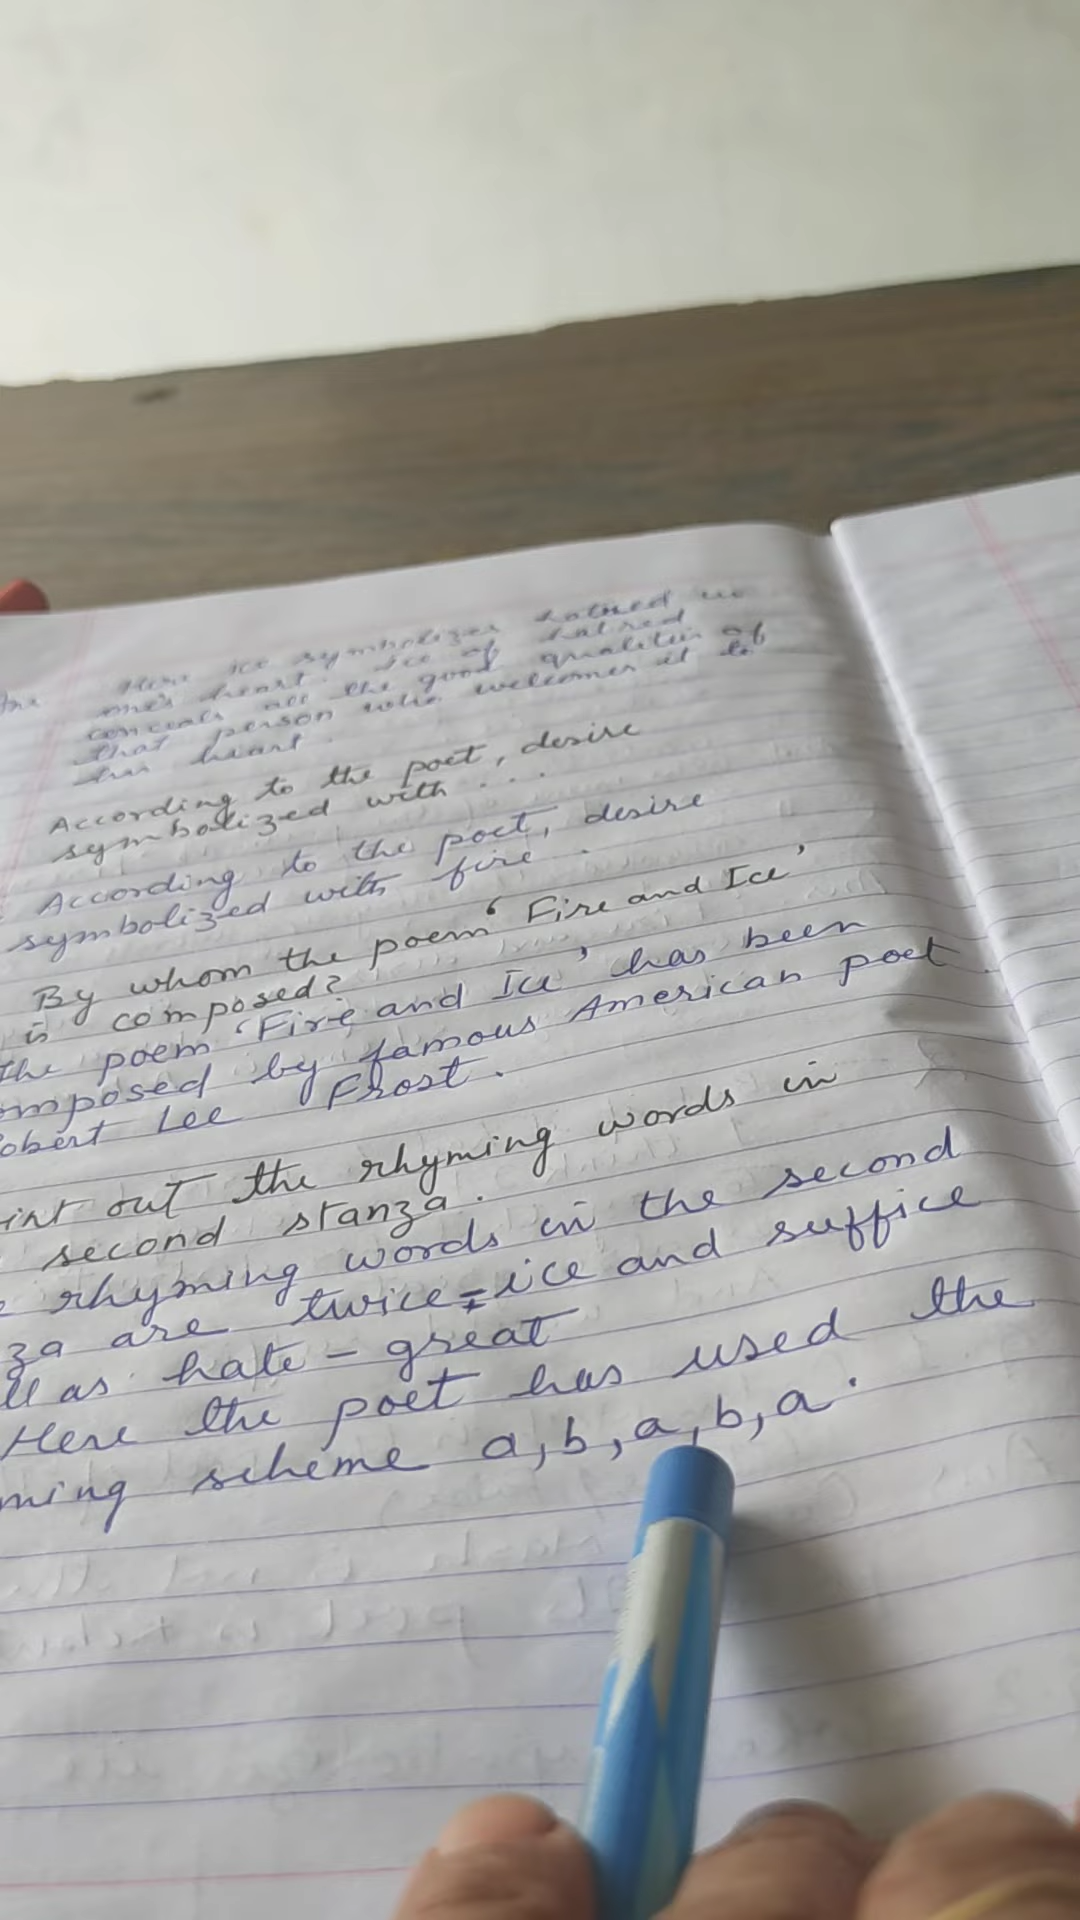 Here ice symbolizes hatred in
one's heart. Ice of hatred
conceals all the good qualities of
that person who welcomes it to
his heart.
According to the poet, desire
symbolized with ...
According to the poet, desire
symbolized with fire.
By whom the poem 'Fire and Ice'
is composed?
The poem 'Fire and Ice' has been
omposed by famous American poet
obert Lee Frost.
int out the rhyming words in
second stanza.
e rhyming words in the second
za are twice = ice and suffice
ll as hate - great
Here the poet has used the
ming scheme a, b, a, b, a.